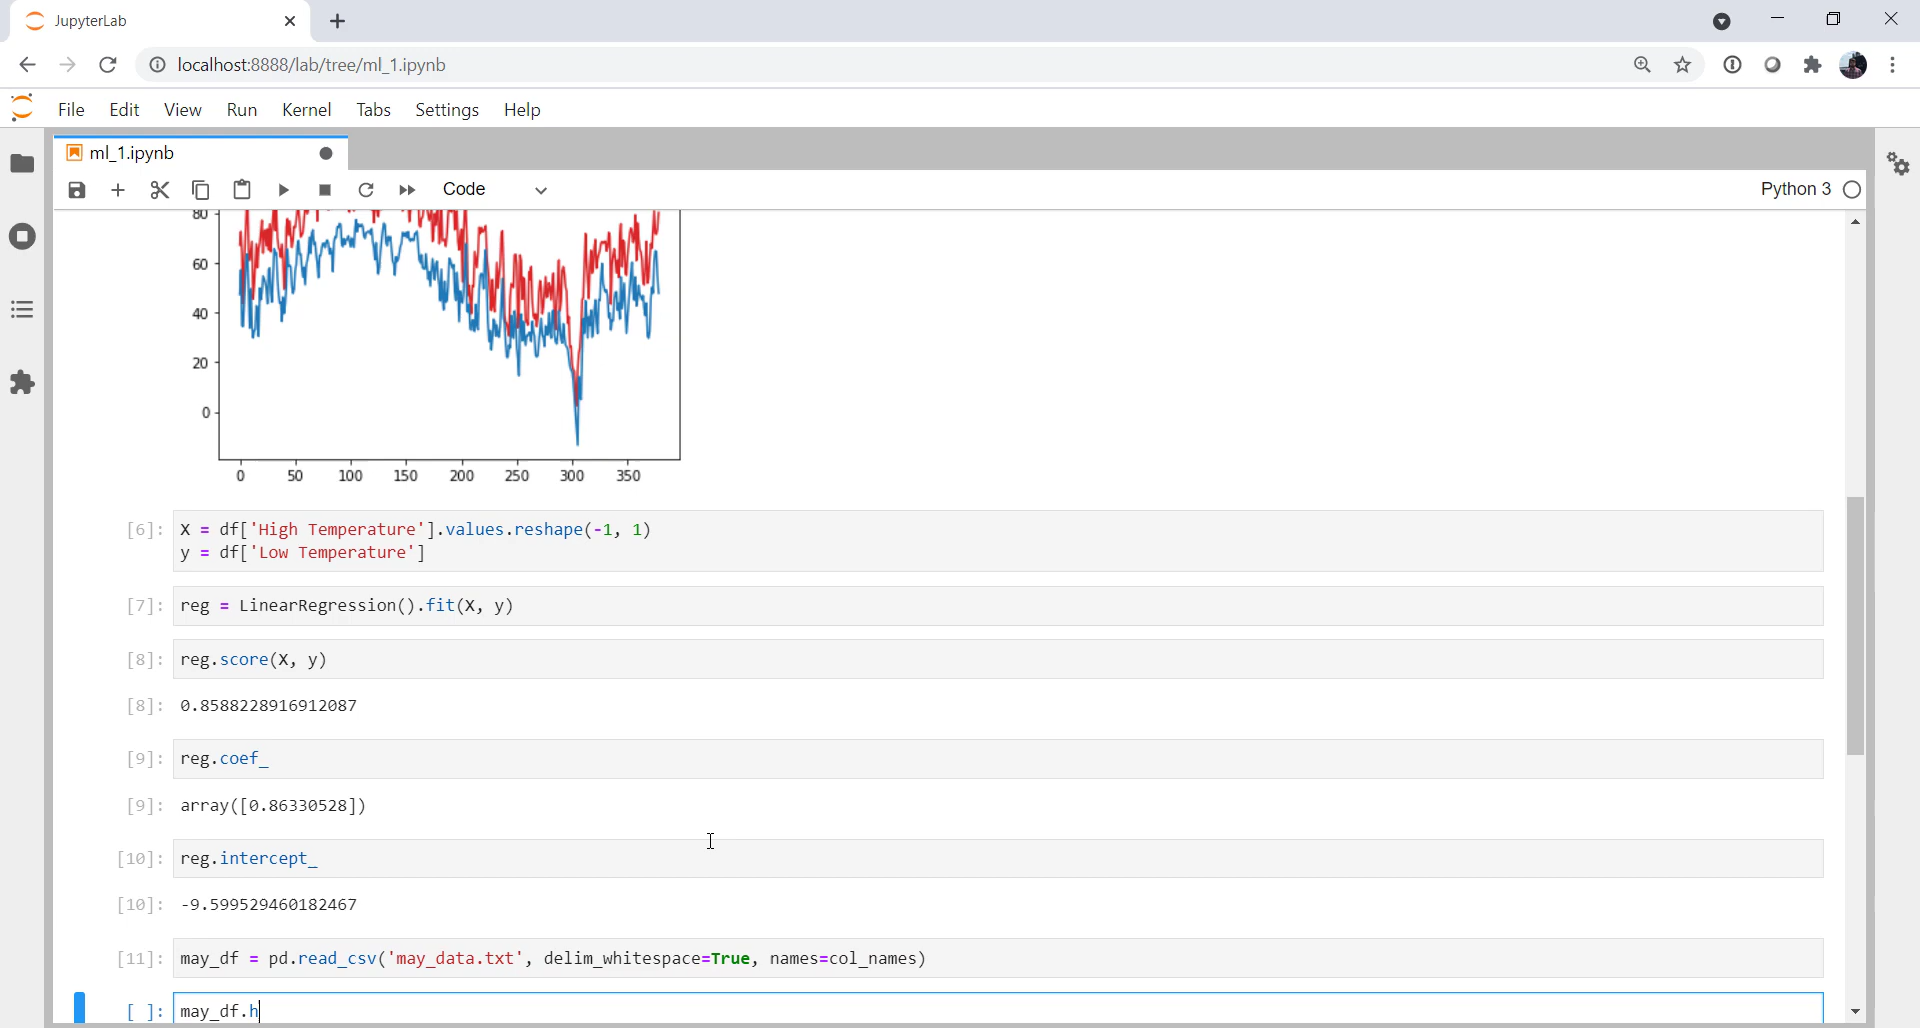 JupyterLab
localhost:8888/lab/tree/ml_1.ipynb
File Edit View Run Kernel Tabs Settings Help
ml_1.ipynb
Code
Python 3
80
60
40
20
0
0 50 100 150 200 250 300 350
[6]: X = df['High Temperature'].values.reshape(-1, 1)
y = df['Low Temperature']
[7]: reg = LinearRegression().fit(X, y)
[8]: reg.score(X, y)
[8]: 0.8588228916912087
[9]: reg.coef_
[9]: array([0.86330528])
[10]: reg.intercept_
[10]: -9.599529460182467
[11]: may_df = pd.read_csv('may_data.txt', delim_whitespace=True, names=col_names)
[ ]: may_df.h